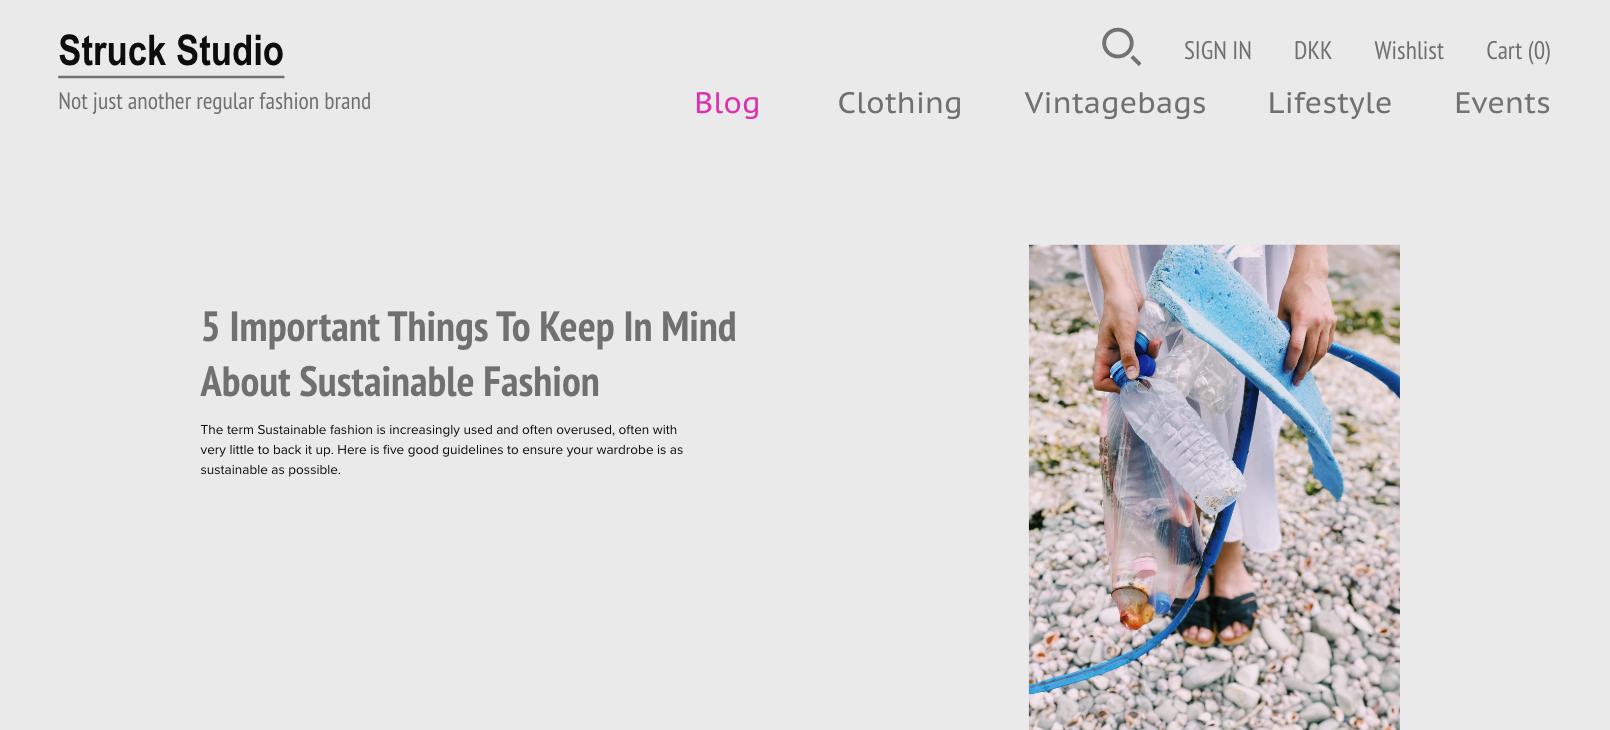 Struck Studio
Not just another regular fashion brand
SIGN IN DKK Wishlist Cart (0)
Blog Clothing Vintagebags Lifestyle Events
5 Important Things To Keep In Mind
About Sustainable Fashion
The term Sustainable fashion is increasingly used and often overused, often with
very little to back it up. Here is five good guidelines to ensure your wardrobe is as
sustainable as possible.